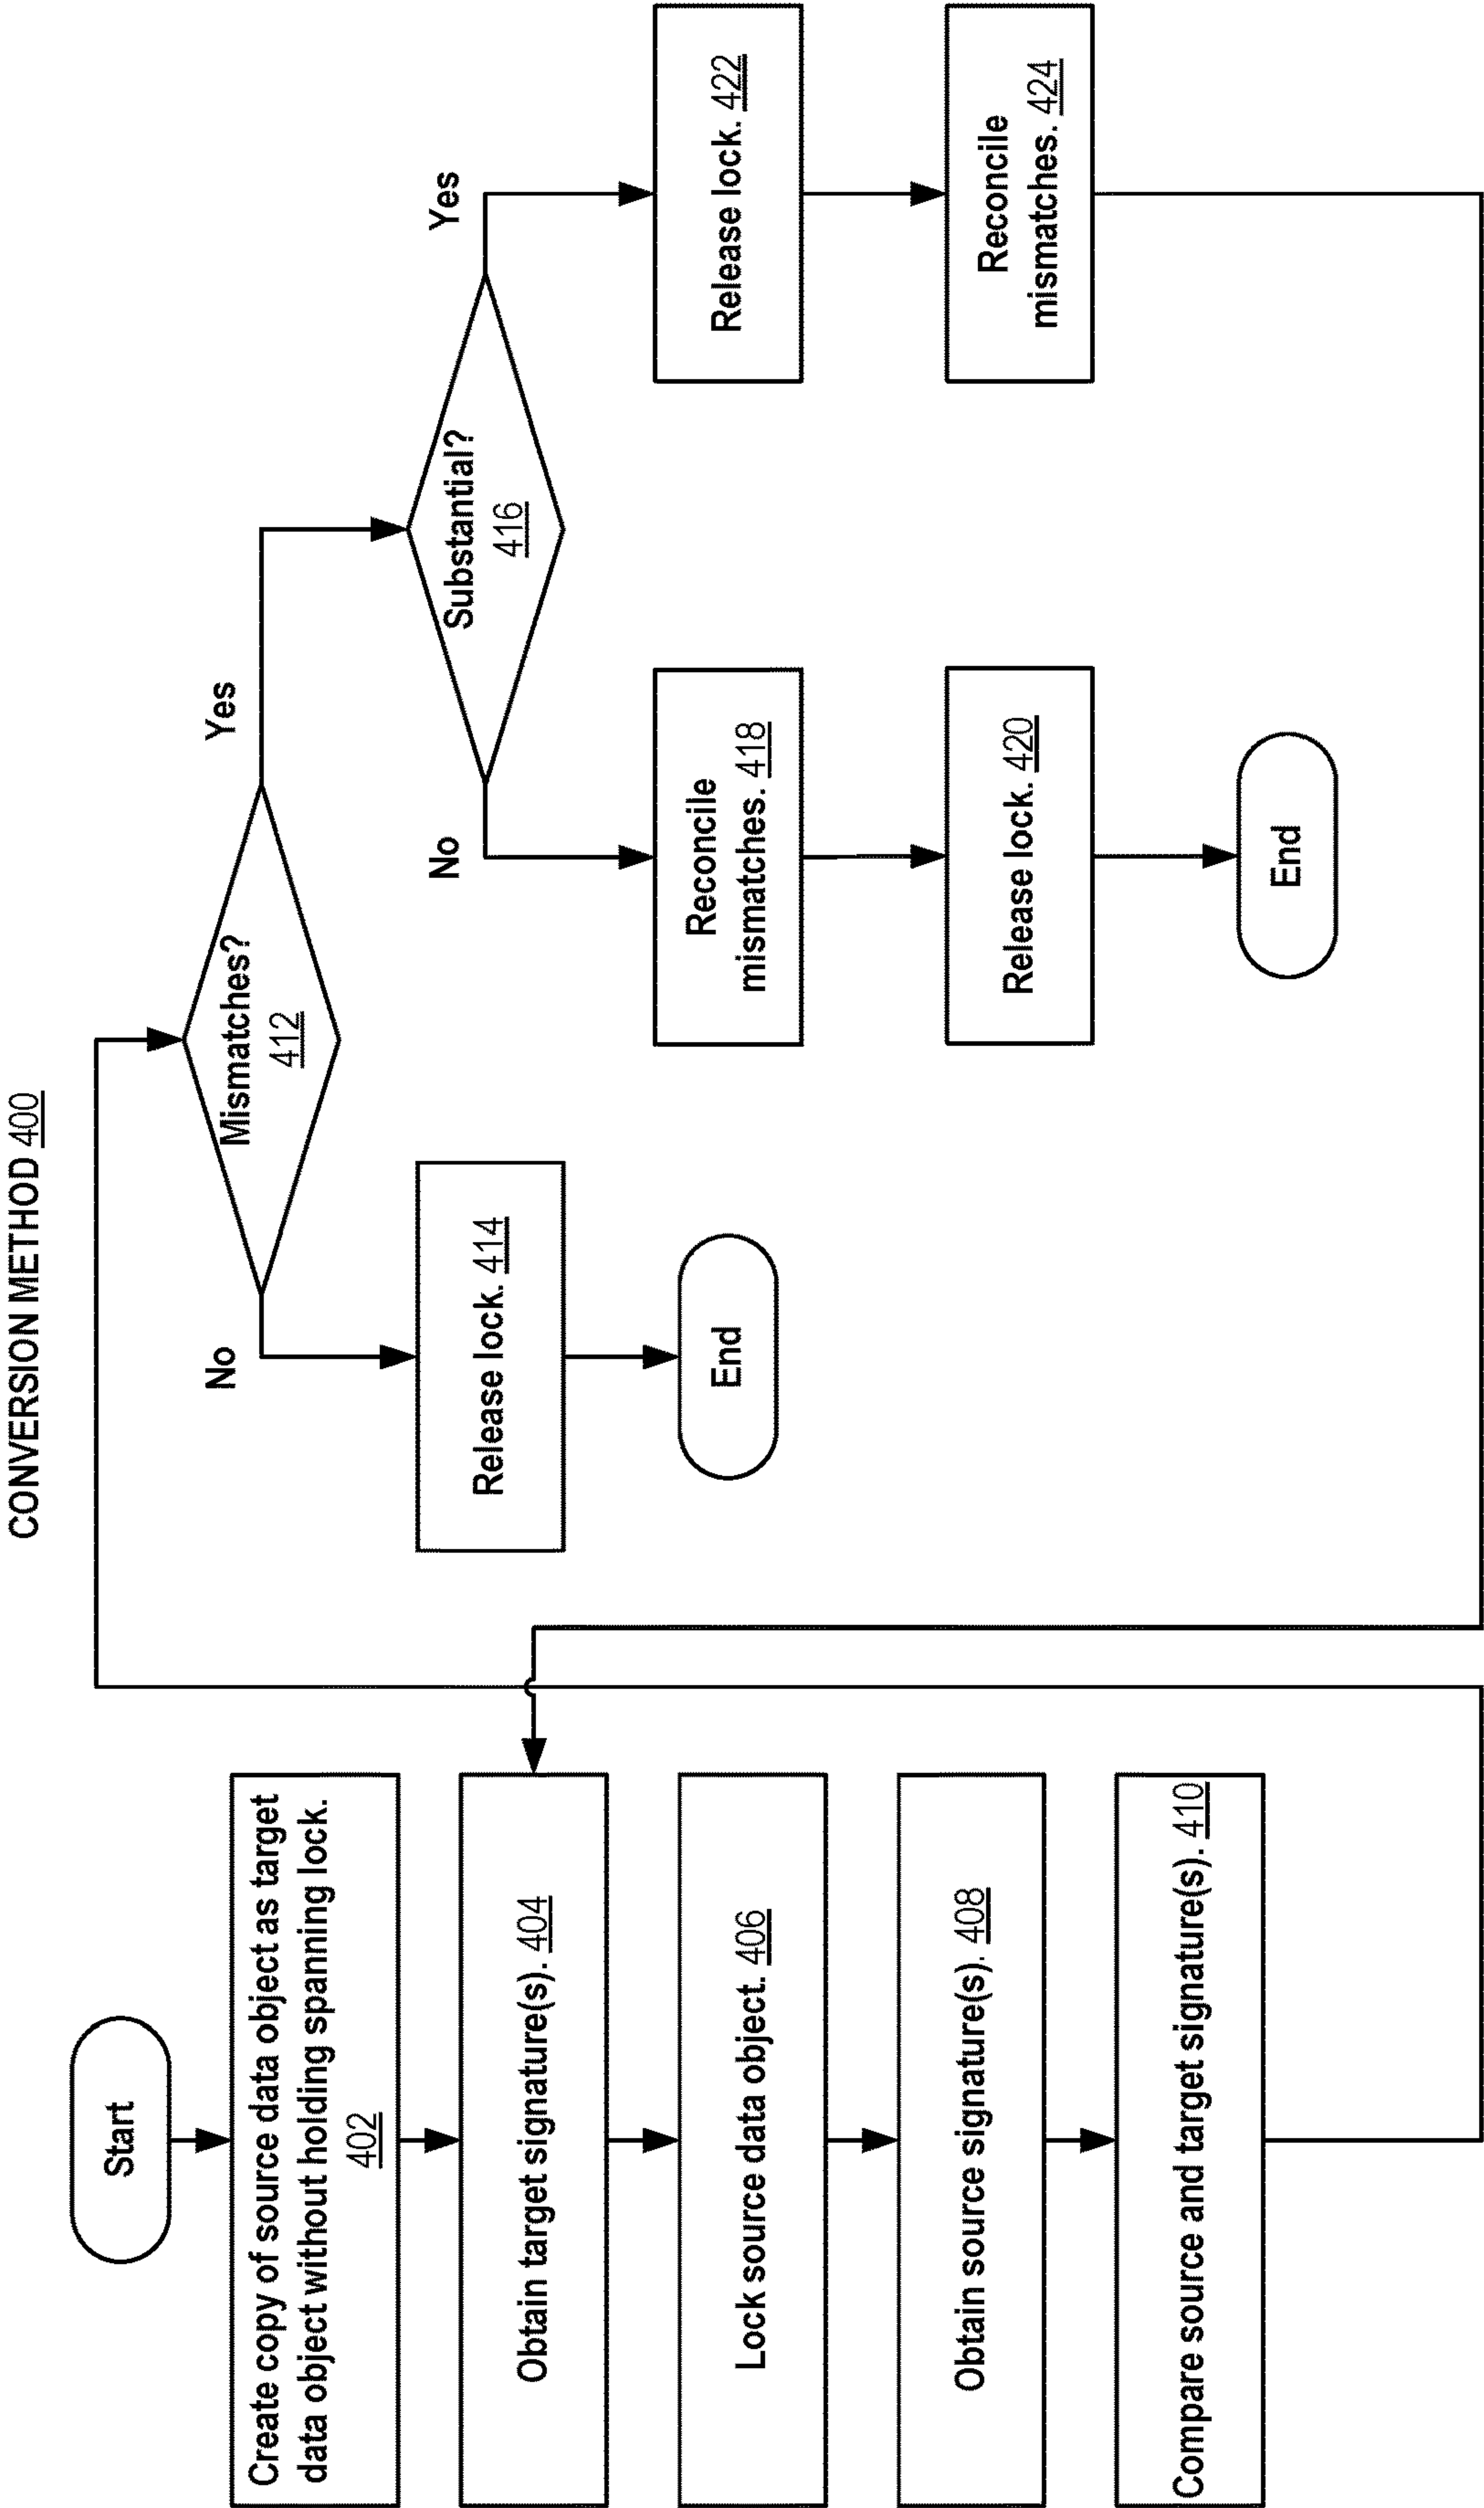 CONVERSION METHOD 400
Start
Create copy of source data object as target
data object without holding spanning lock.
402
Obtain target signature(s). 404
Lock source data object. 406
Obtain source signature(s). 408
Compare source and target signature(s). 410
Mismatches?
412
No
Yes
Release lock. 414
End
Substantial?
416
No
Yes
Reconcile
mismatches. 418
Release lock. 420
End
Release lock. 422
Reconcile
mismatches. 424